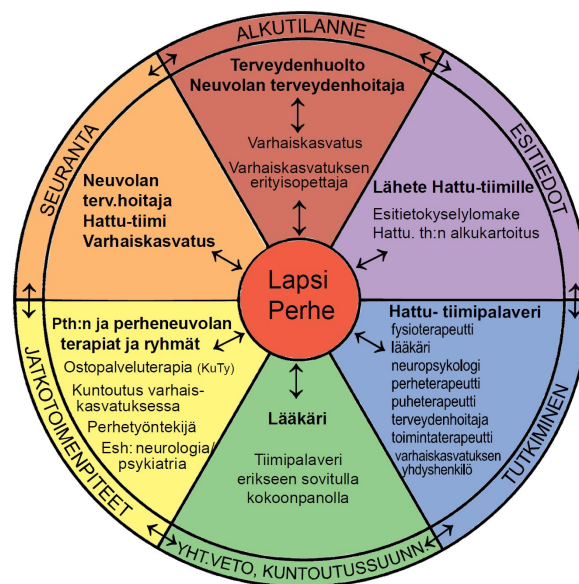 ALKUTILANNE
Terveydenhuolto
Neuvolan terveydenhoitaja
Varhaiskasvatus
Varhaiskasvatuksen
erityisopettaja
ESITIEDOT
Lähete Hattu-tiimille
Esitietokyselylomake
Hattu. th:n alkukartoitus
TUTKIMINEN
Hattu- tiimipalaveri
fysioterapeutti
lääkäri
neuropsykologi
perheterapeutti
puheterapeutti
terveydenhoitaja
toimintaterapeutti
varhaiskasvatuksen
yhdyshenkilö
YHT.VETO, KUNTOUTUSSUUNN.
Lääkäri
Tiimipalaveri
erikseen sovitulla
kokoonpanolla
JATKOTOIMENPITEET
Pth:n ja perheneuvolan
terapiat ja ryhmät
Ostopalveluterapia (KuTy)
Kuntoutus varhais-
kasvatuksessa
Perhetyöntekijä
Esh: neurologia/
psykiatria
SEURANTA
Neuvolan
terv.hoitaja
Hattu-tiimi
Varhaiskasvatus
Lapsi
Perhe